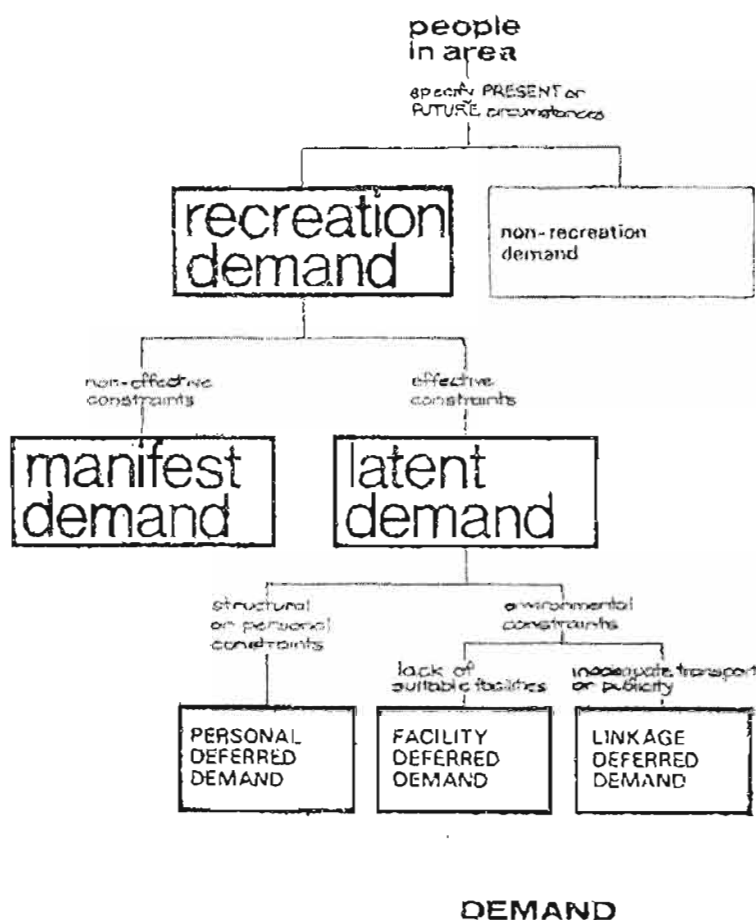 people
in area
specify PRESENT or
FUTURE circumstances
recreation
demand
non-recreation
demand
non-effective
constraints
effective
constraints
manifest
demand
latent
demand
structural
or personal
constraints
environmental
constraints
lack of
suitable facilities
inadequate transport
or publicity
PERSONAL
DEFERRED
DEMAND
FACILITY
DEFERRED
DEMAND
LINKAGE
DEFERRED
DEMAND
DEMAND